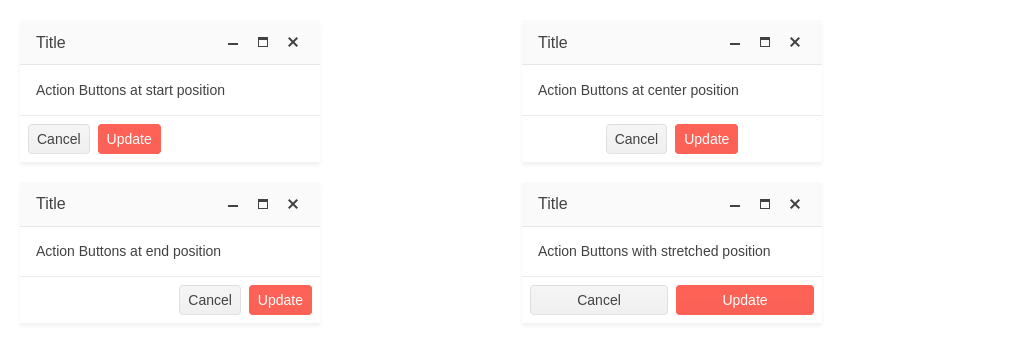 Title
Action Buttons at start position
Cancel Update
Title
Action Buttons at center position
Cancel Update
Title
Action Buttons at end position
Cancel Update
Title
Action Buttons with stretched position
Cancel Update